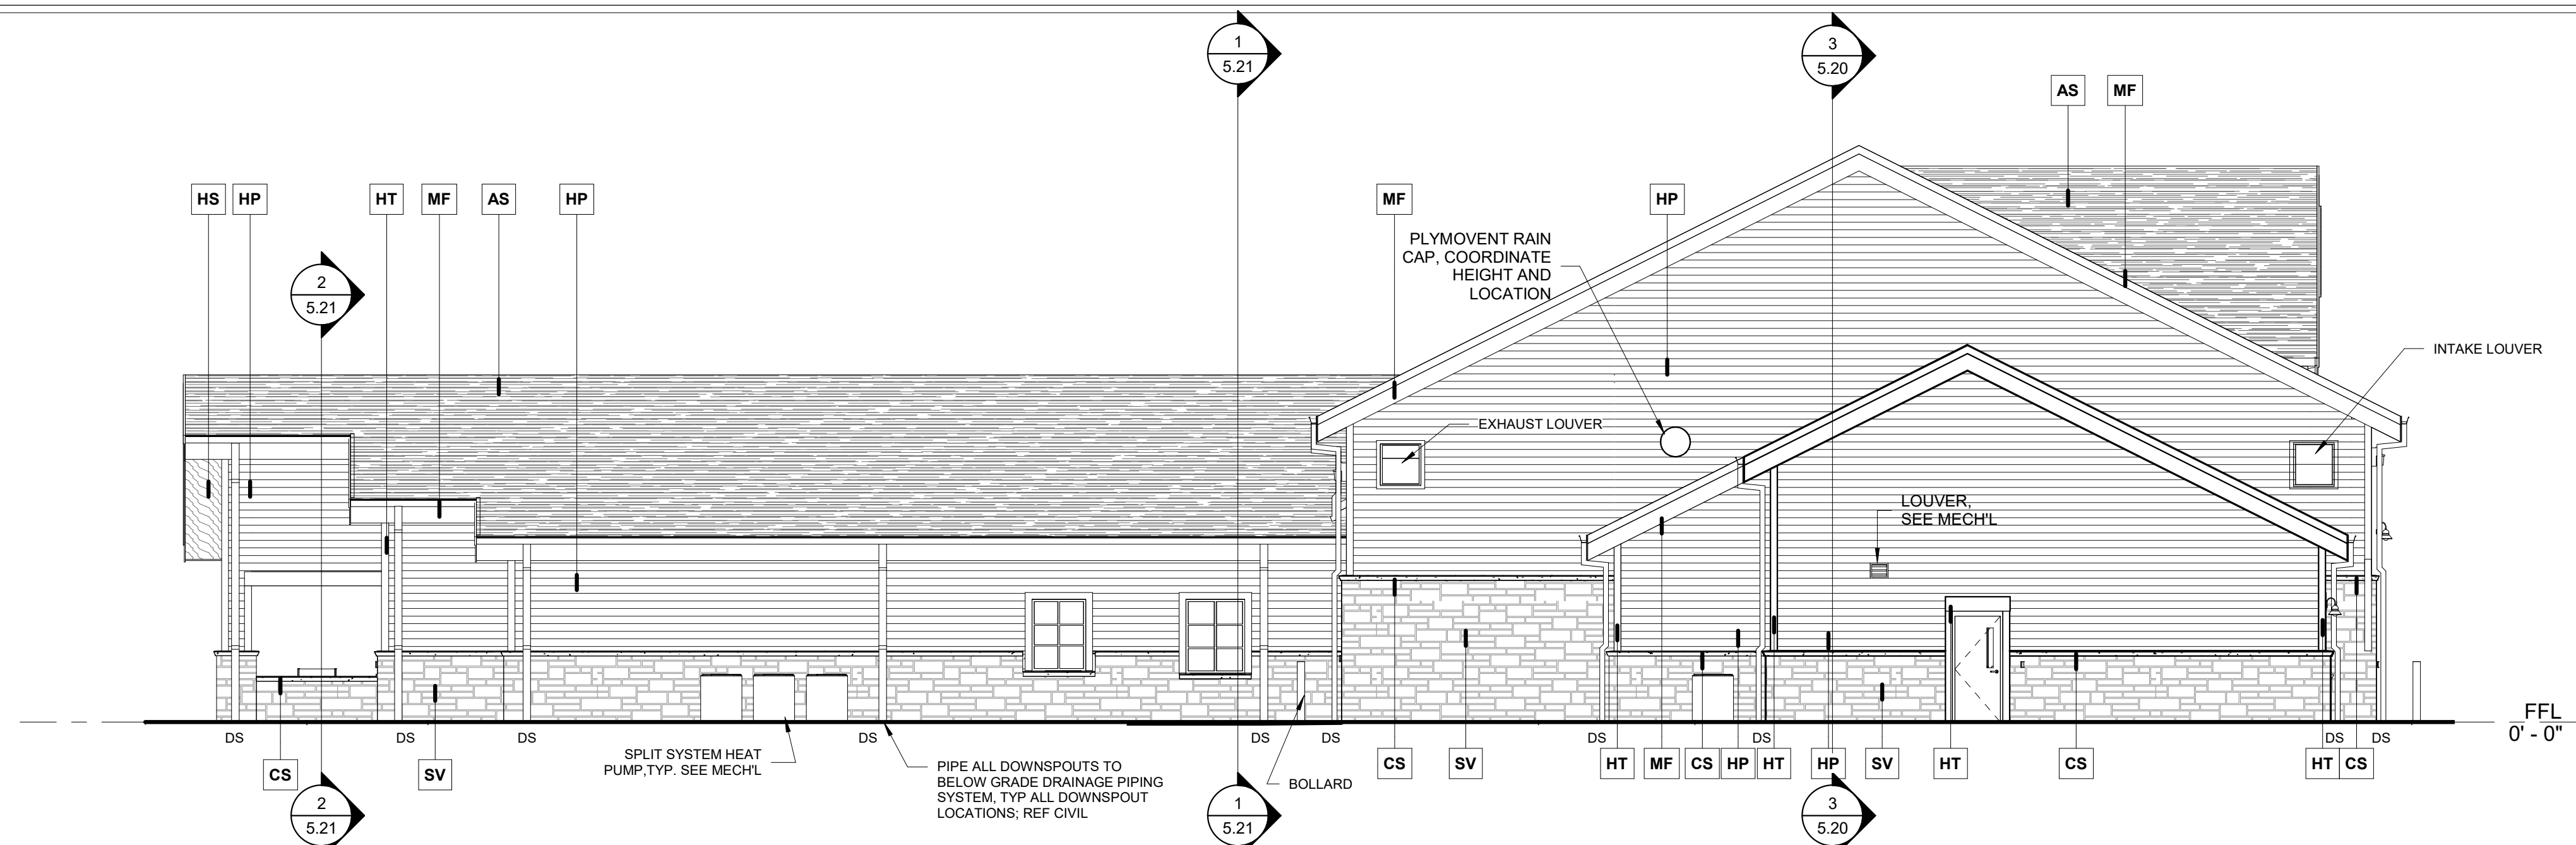 1
5.21
3
5.20
AS
MF
HS
HP
HT
MF
AS
HP
MF
HP
PLYMOVENT RAIN
CAP, COORDINATE
HEIGHT AND
LOCATION
2
5.21
INTAKE LOUVER
EXHAUST LOUVER
LOUVER,
SEE MECH'L
FFL
0' - 0"
DS
DS
DS
DS
DS
DS
DS
DS
DS
DS
SPLIT SYSTEM HEAT
PUMP,TYP. SEE MECH'L
PIPE ALL DOWNSPOUTS TO
BELOW GRADE DRAINAGE PIPING
SYSTEM, TYP ALL DOWNSPOUT
LOCATIONS; REF CIVIL
BOLLARD
CS
SV
CS
SV
HT
MF
CS
HP
HT
HP
SV
HT
CS
HT
CS
2
5.21
1
5.21
3
5.20